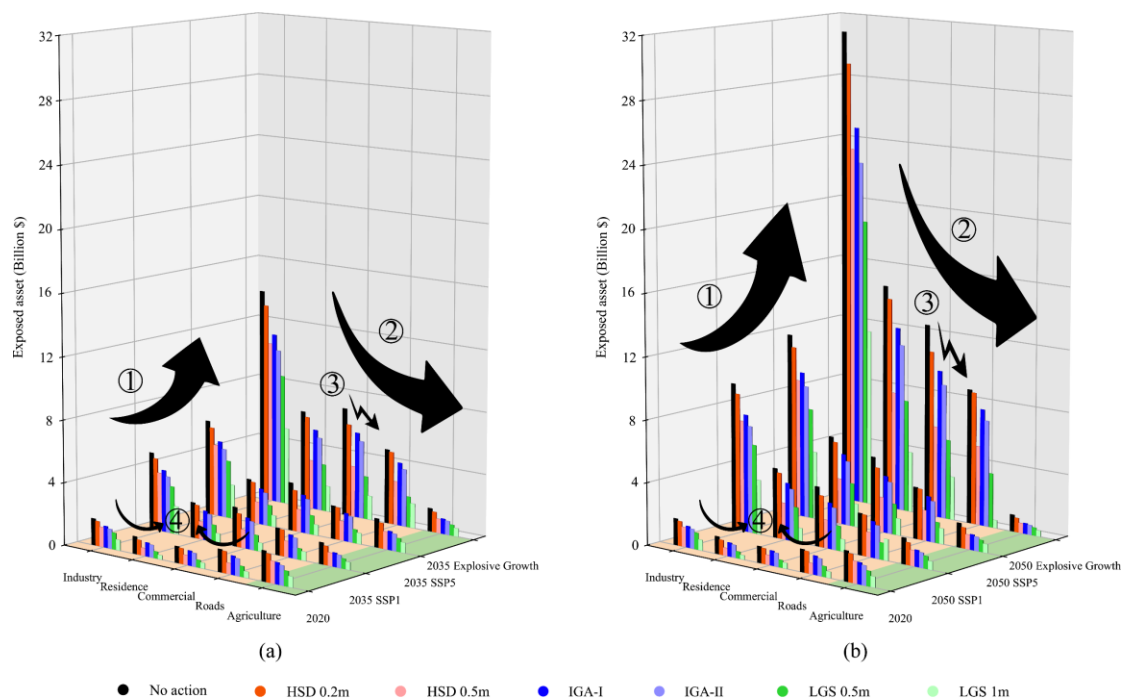 32
28
24
20
16
12
8
4
0
Exposed asset (Billion $)
①
②
③
④
Industry
Residence
Commercial
Roads
Agriculture
2020
2035 SSP1
2035 SSP5
2035 Explosive Growth
(a)
32
28
24
20
16
12
8
4
0
Exposed asset (Billion $)
①
②
③
④
Industry
Residence
Commercial
Roads
Agriculture
2020
2050 SSP1
2050 SSP5
2050 Explosive Growth
(b)
No action HSD 0.2m HSD 0.5m IGA-I IGA-II LGS 0.5m LGS 1m